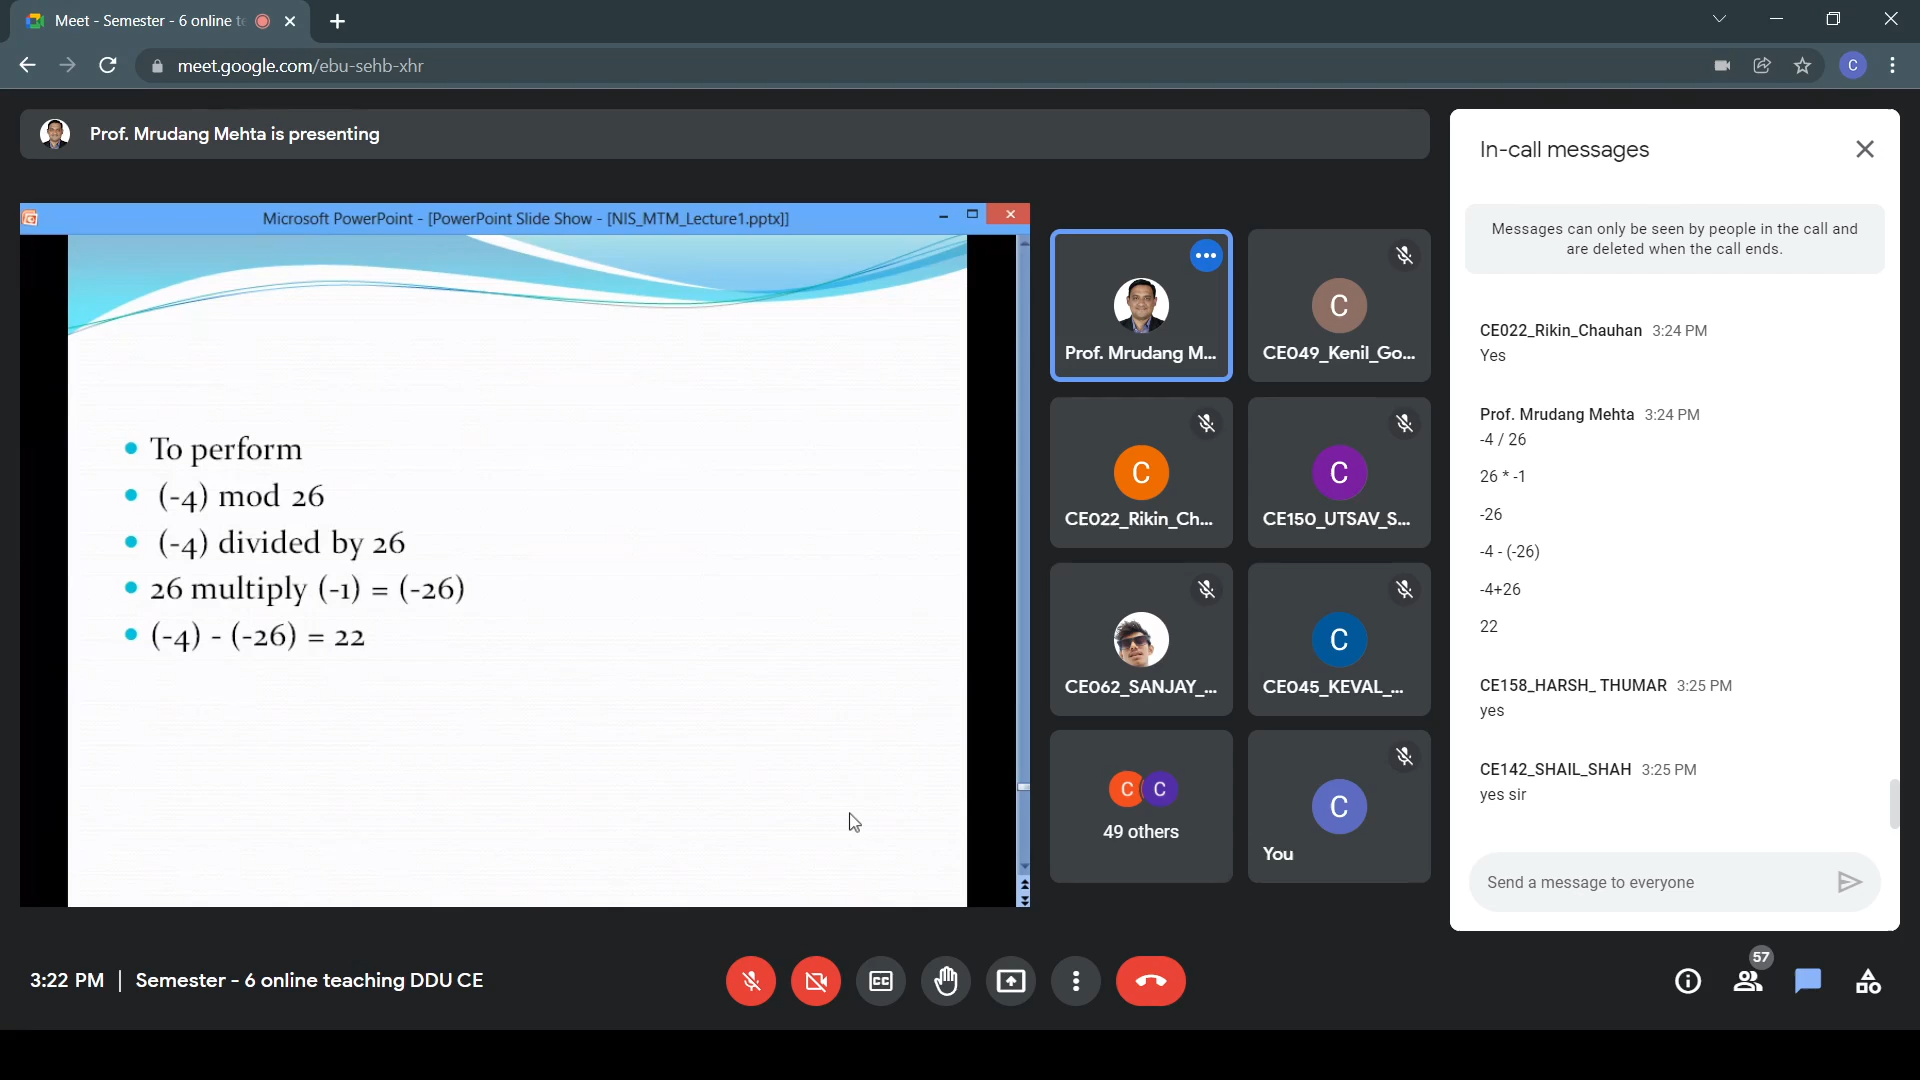 Meet - Semester - 6 online te
meet.google.com/ebu-sehb-xhr
C
Prof. Mrudang Mehta is presenting
Microsoft PowerPoint - [PowerPoint Slide Show - [NIS_MTM_Lecture1.pptx]]
To perform
(-4) mod 26
(-4) divided by 26
26 multiply (-1) = (-26)
(-4) - (-26) = 22
Prof. Mrudang M...
C
CE049_Kenil_Go...
C
CE022_Rikin_Ch...
C
CE150_UTSAV_S...
CE062_SANJAY_...
C
CE045_KEVAL_...
C C
49 others
C
You
In-call messages
Messages can only be seen by people in the call and
are deleted when the call ends.
CE022_Rikin_Chauhan 3:24 PM
Yes
Prof. Mrudang Mehta 3:24 PM
-4 / 26
26 * -1
-26
-4 - (-26)
-4+26
22
CE158_HARSH_ THUMAR 3:25 PM
yes
CE142_SHAIL_SHAH 3:25 PM
yes sir
Send a message to everyone
3:22 PM | Semester - 6 online teaching DDU CE
CC
57